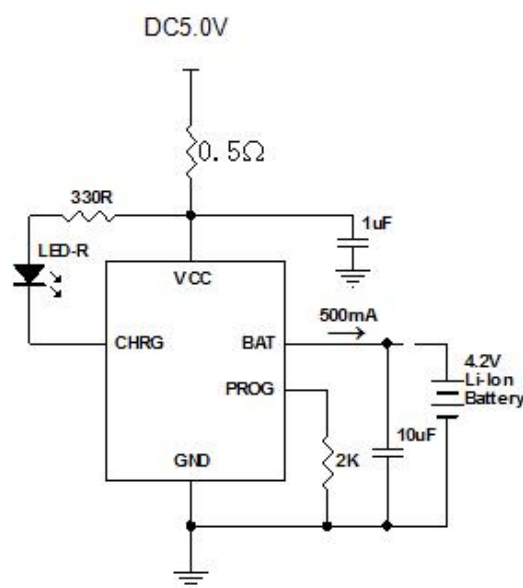 DC5.0V
0.5Ω
330R
1uF
LED-R
VCC
500mA
CHRG
BAT
4.2V
Li-Ion
Battery
PROG
10uF
2K
GND